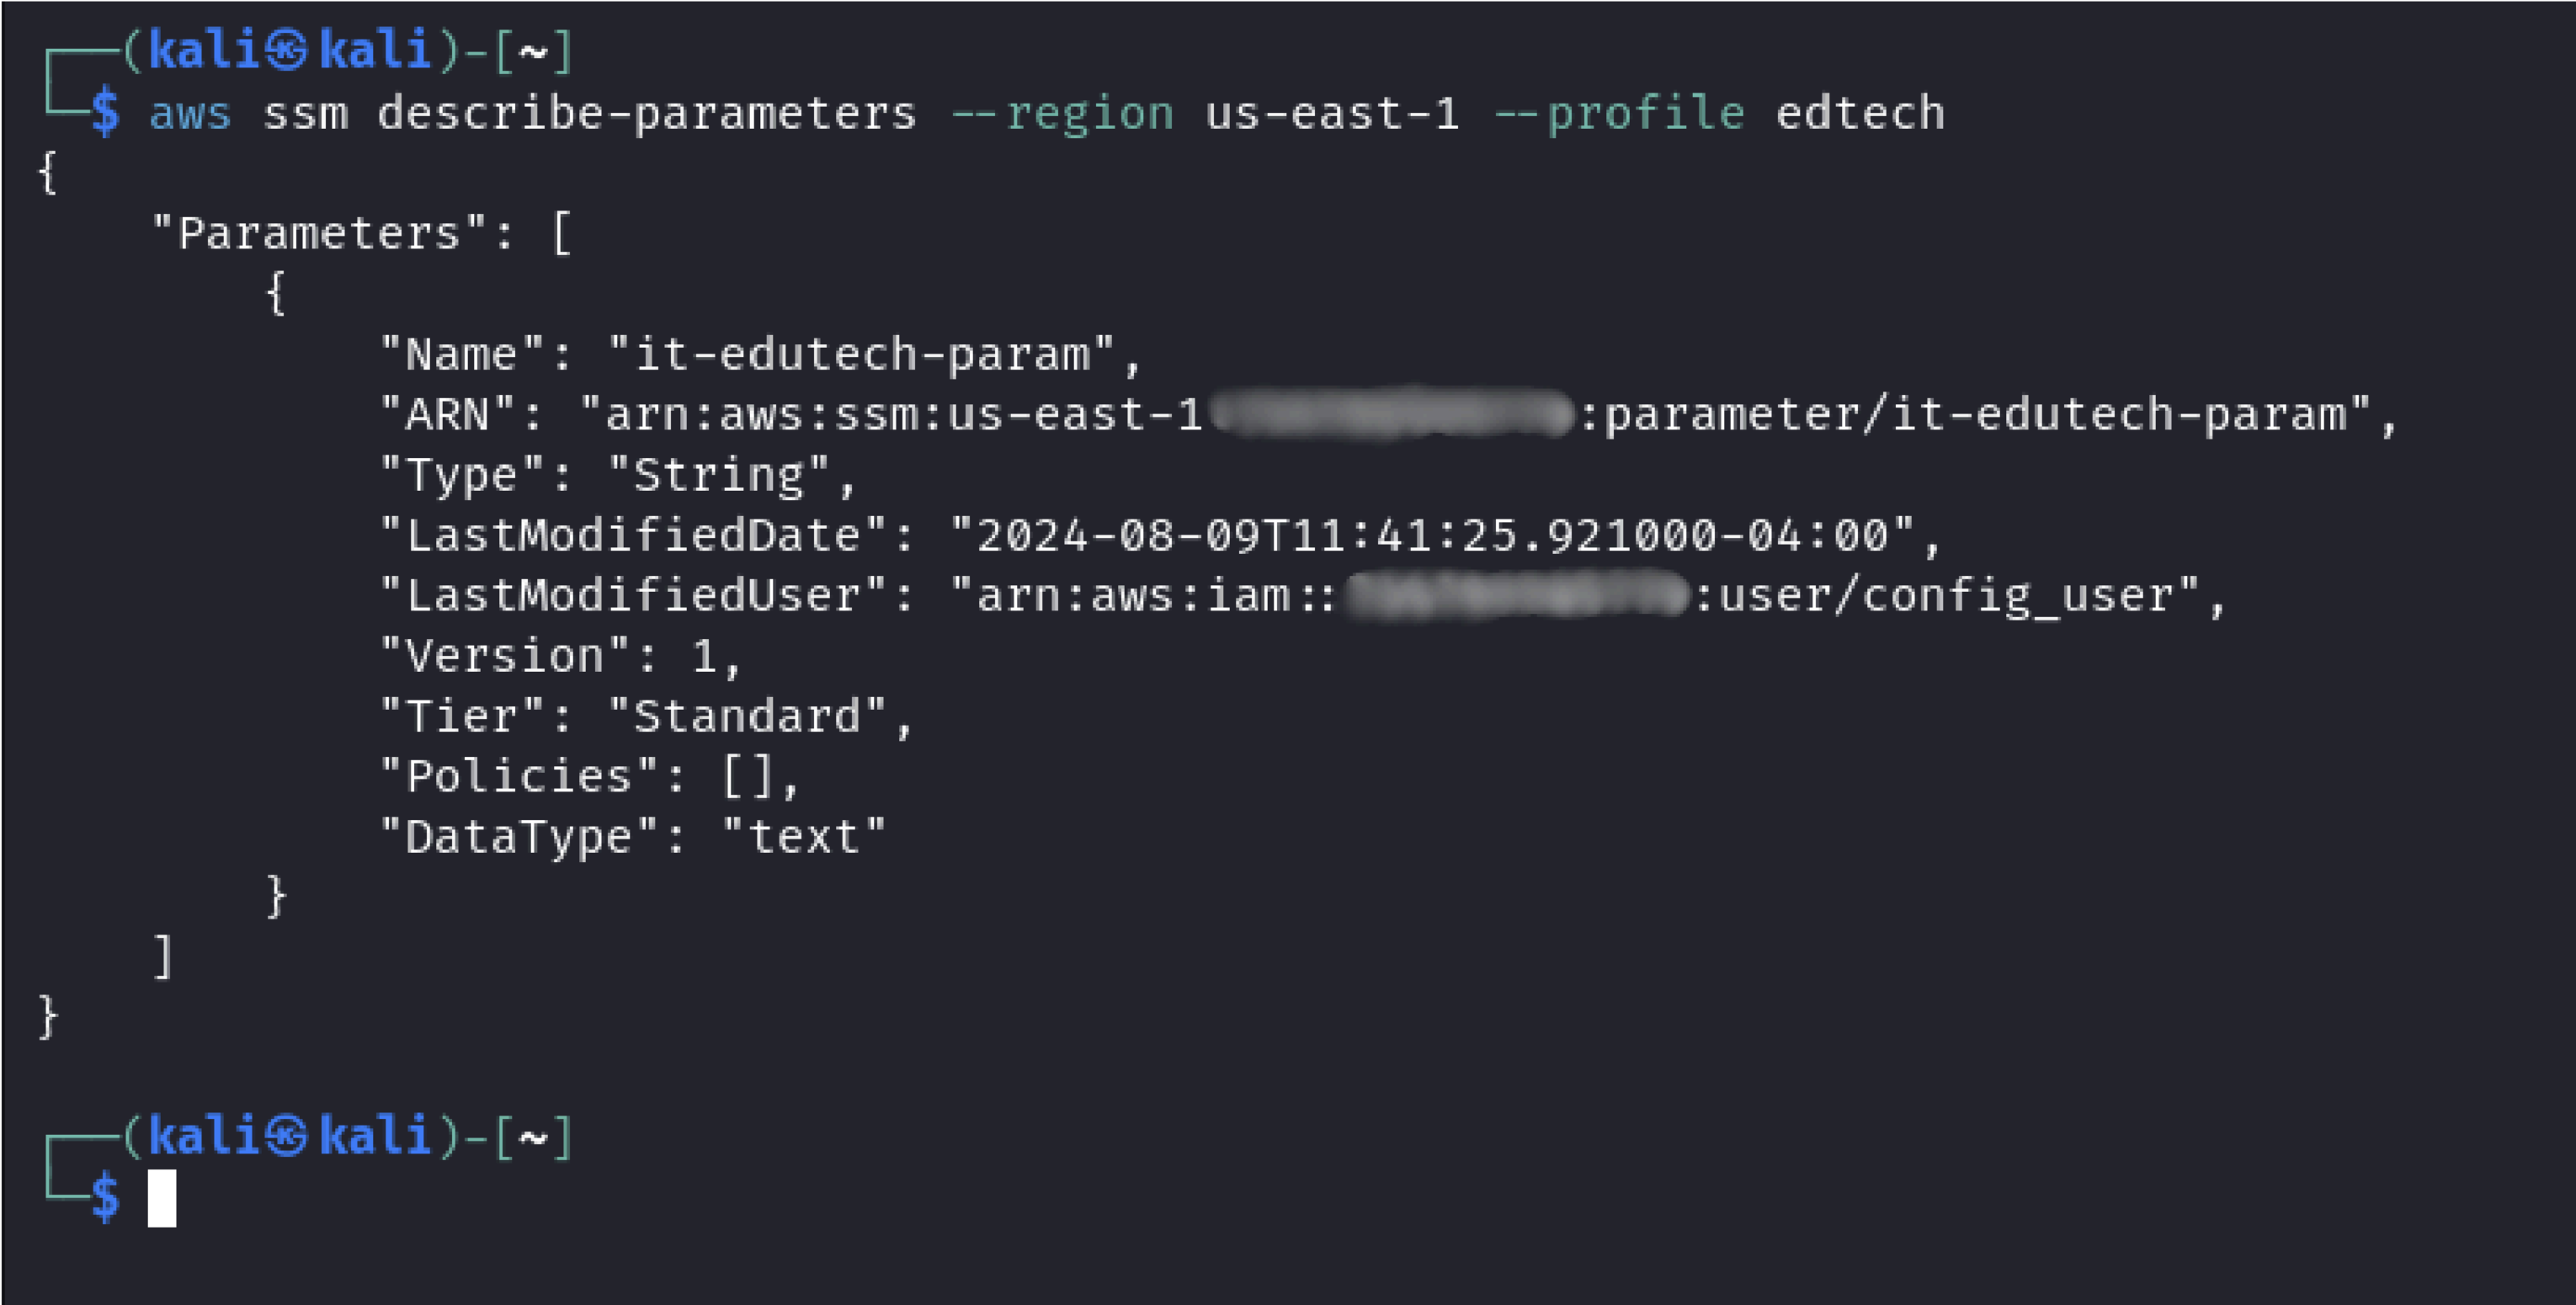 (kali㉿kali)-[~]
$ aws ssm describe-parameters --region us-east-1 --profile edtech
{
    "Parameters": [
        {
            "Name": "it-edutech-param",
            "ARN": "arn:aws:ssm:us-east-1 :parameter/it-edutech-param",
            "Type": "String",
            "LastModifiedDate": "2024-08-09T11:41:25.921000-04:00",
            "LastModifiedUser": "arn:aws:iam:: :user/config_user",
            "Version": 1,
            "Tier": "Standard",
            "Policies": [],
            "DataType": "text"
        }
    ]
}
(kali㉿kali)-[~]
$